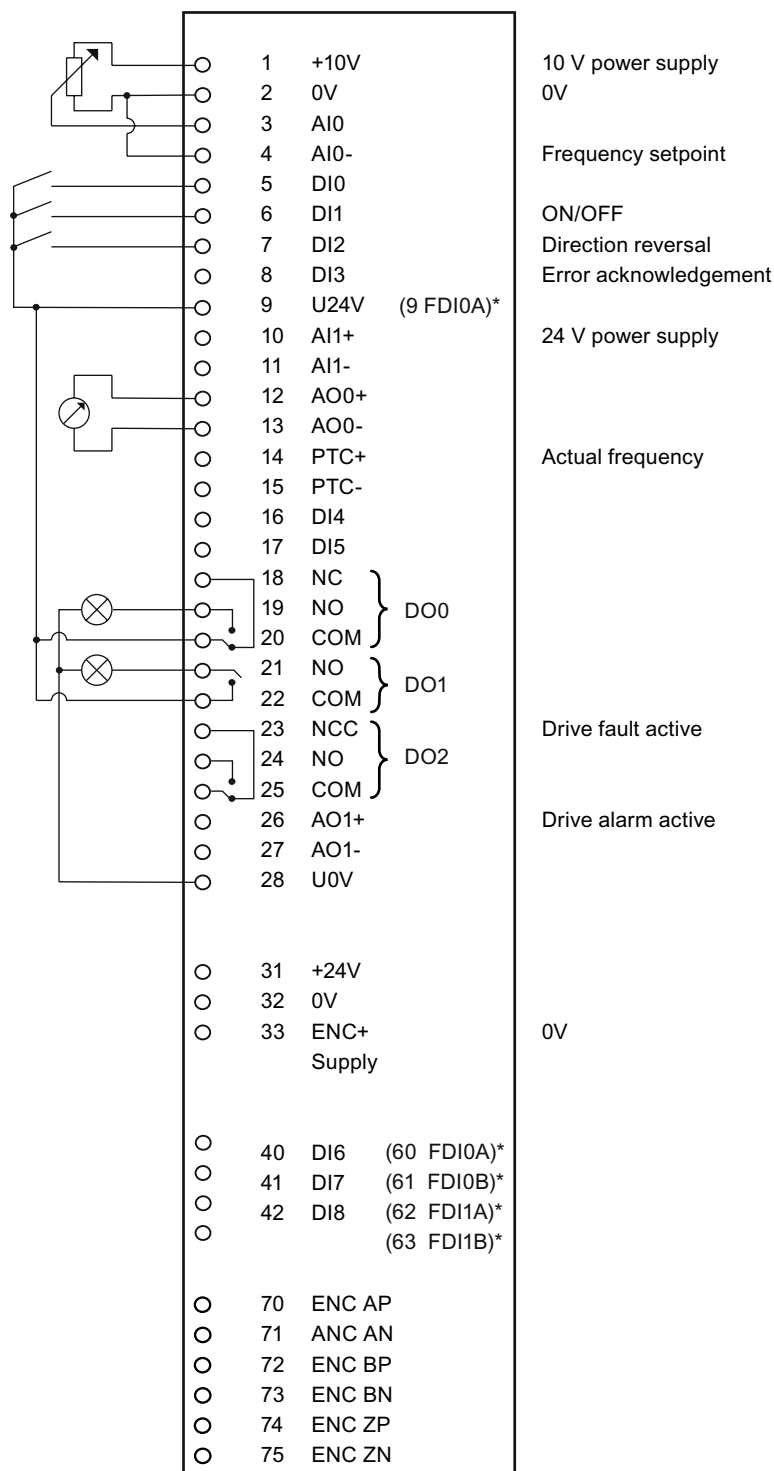 1 +10V 10 V power supply
2 0V 0V
3 AI0
4 AI0- Frequency setpoint
5 DI0
6 DI1 ON/OFF
7 DI2 Direction reversal
8 DI3 Error acknowledgement
9 U24V (9 FDI0A)*
10 AI1+ 24 V power supply
11 AI1-
12 AO0+
13 AO0-
14 PTC+ Actual frequency
15 PTC-
16 DI4
17 DI5
18 NC
19 NO DO0
20 COM
21 NO
DO1
22 COM
23 NCC Drive fault active
24 NO DO2
25 COM
26 AO1+ Drive alarm active
27 AO1-
28 U0V
31 +24V
32 0V
33 ENC+ 0V
Supply
40 DI6 (60 FDI0A)*
41 DI7 (61 FDI0B)*
42 DI8 (62 FDI1A)*
(63 FDI1B)*
70 ENC AP
71 ANC AN
72 ENC BP
73 ENC BN
74 ENC ZP
75 ENC ZN